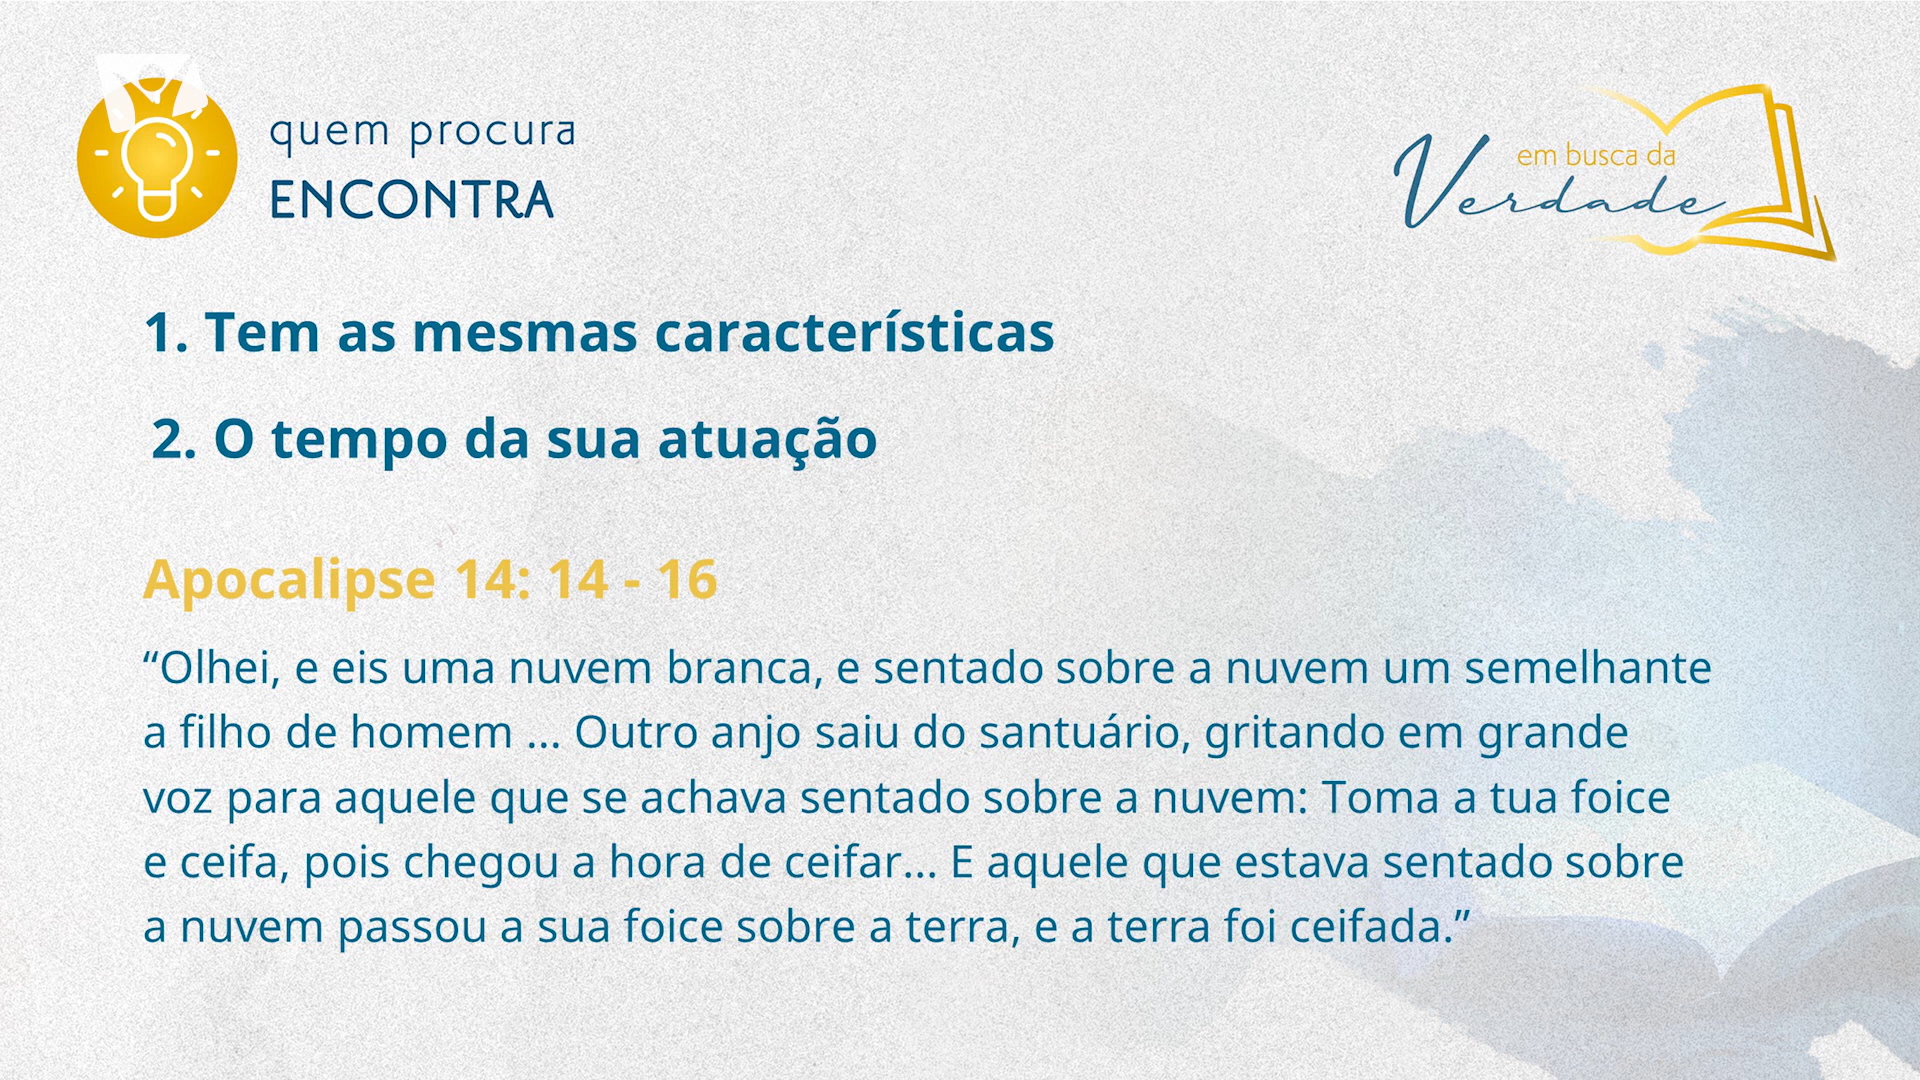 quem procura
ENCONTRA
em busca da
Verdade
1. Tem as mesmas características
2. O tempo da sua atuação
Apocalipse 14: 14 - 16
“Olhei, e eis uma nuvem branca, e sentado sobre a nuvem um semelhante
a filho de homem ... Outro anjo saiu do santuário, gritando em grande
voz para aquele que se achava sentado sobre a nuvem: Toma a tua foice
e ceifa, pois chegou a hora de ceifar... E aquele que estava sentado sobre
a nuvem passou a sua foice sobre a terra, e a terra foi ceifada.”